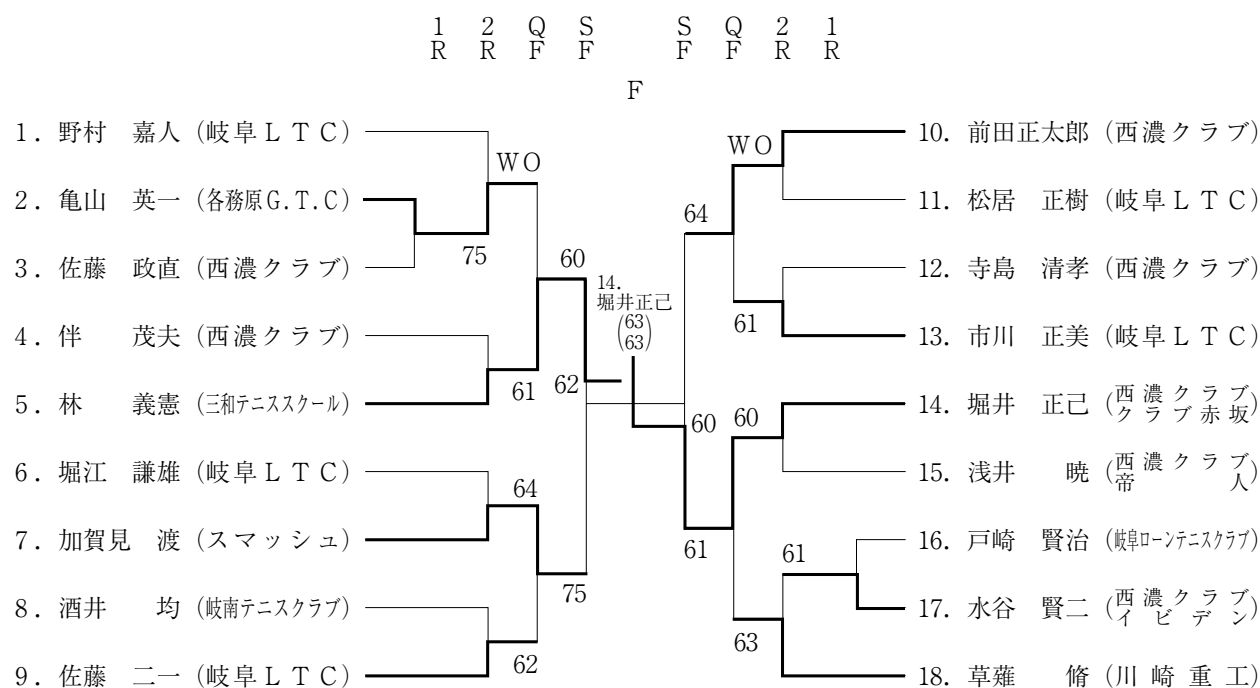 1R 2R QF SF SF QF 2R 1R
F
1. 野村 嘉人 (岐阜LTC)
2. 亀山 英一 (各務原G.T.C)
3. 佐藤 政直 (西濃クラブ)
4. 伴 茂夫 (西濃クラブ)
5. 林 義憲 (三和テニススクール)
6. 堀江 謙雄 (岐阜LTC)
7. 加賀見 渡 (スマッシュ)
8. 酒井 均 (岐南テニスクラブ)
9. 佐藤 二一 (岐阜LTC)
WO
75
61
64
62
60
75
62
14.
堀井正己
(63
63)
64
60
61
WO
61
60
63
61
10. 前田正太郎 (西濃クラブ)
11. 松居 正樹 (岐阜LTC)
12. 寺島 清孝 (西濃クラブ)
13. 市川 正美 (岐阜LTC)
14. 堀井 正己 (西濃クラブ
クラブ赤坂)
15. 浅井 暁 (西濃クラブ
帝人)
16. 戸崎 賢治 (岐阜ローンテニスクラブ)
17. 水谷 賢二 (西濃クラブ
イビデン)
18. 草薙 脩 (川崎重工)